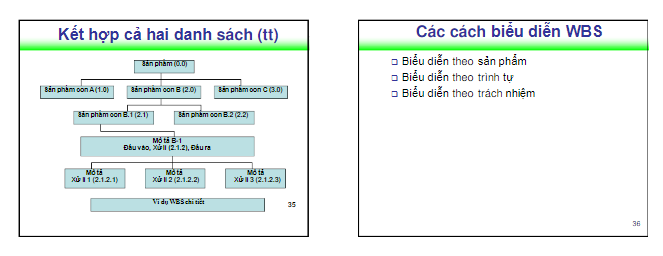 Kết hợp cả hai danh sách (tt)
Sản phẩm (0.0)
Sản phẩm con A (1.0) Sản phẩm con B (2.0) Sản phẩm con C (3.0)
Sản phẩm con B.1 (2.1) Sản phẩm con B.2 (2.2)
Mô tả B-1
Đầu vào, Xử lí (2.1.2), Đầu ra
Mô tả Mô tả Mô tả
Xử lí 1 (2.1.2.1) Xử lí 2 (2.1.2.2) Xử lí 3 (2.1.2.3)
Ví dụ WBS chi tiết
35
Các cách biểu diễn WBS
Biểu diễn theo sản phẩm
Biểu diễn theo trình tự
Biểu diễn theo trách nhiệm
36